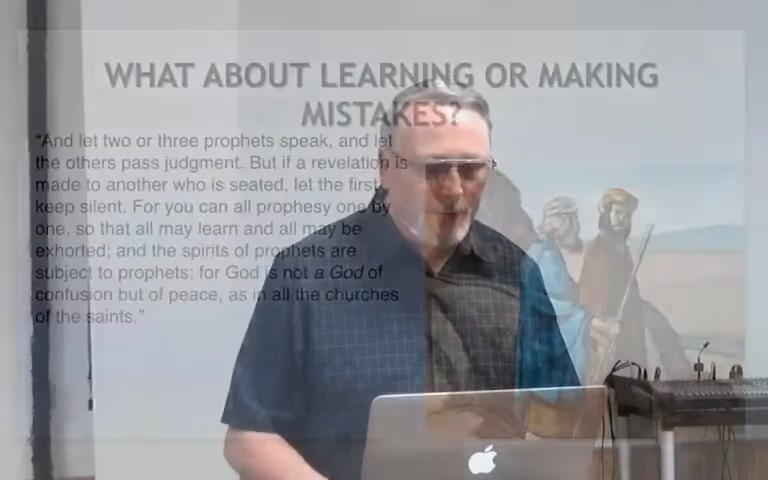 WHAT ABOUT LEARNING OR MAKING
MISTAKES?
“And let two or three prophets speak, and let
the others pass judgment. But if a revelation is
made to another who is seated, let the first
keep silent. For you can all prophesy one by
one, so that all may learn and all may be
exhorted; and the spirits of prophets are
subject to prophets; for God is not a God of
confusion but of peace, as in all the churches
of the saints.”